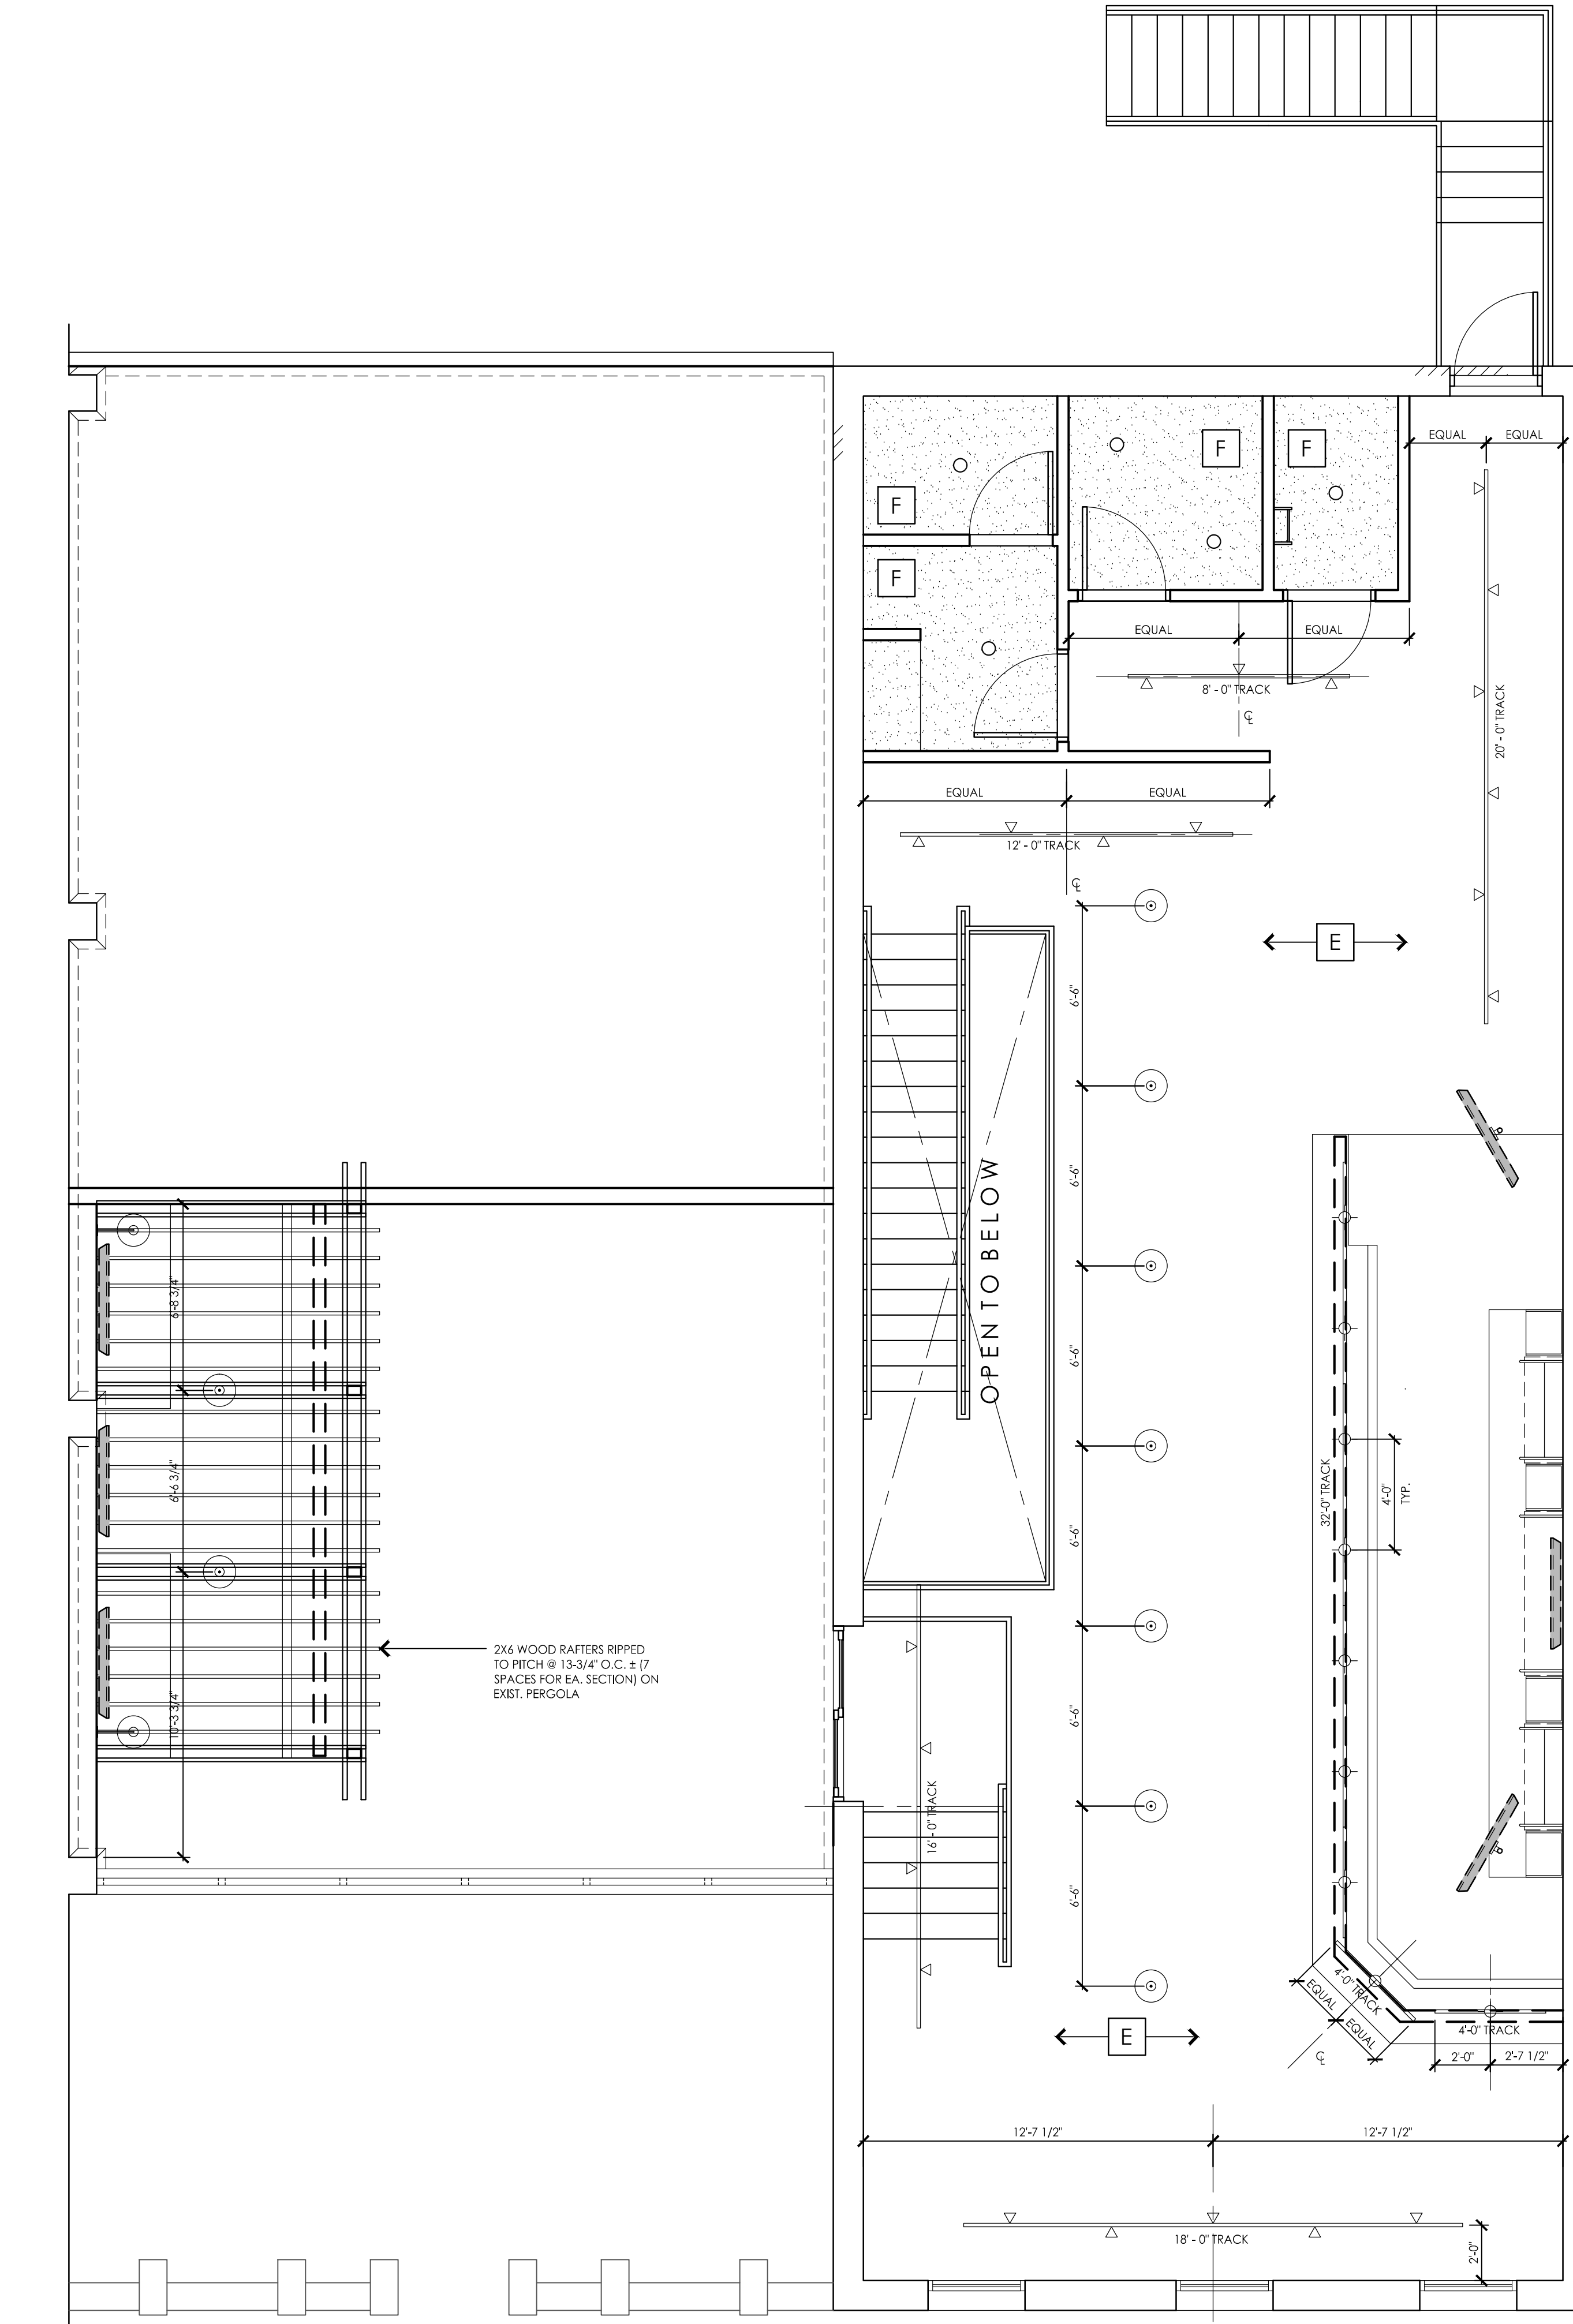 EQUAL
EQUAL
F
F
F
F
EQUAL
EQUAL
8' - 0" TRACK
℄
20' - 0" TRACK
EQUAL
EQUAL
12' - 0" TRACK
℄
E
6'-6"
6'-6"
6'-6"
6'-6"
6'-6"
6'-6"
OPEN TO BELOW
6'-8 3/4"
6'-6 3/4"
10'-3 3/4"
2X6 WOOD RAFTERS RIPPED
TO PITCH @ 13-3/4" O.C. ± (7
SPACES FOR EA. SECTION) ON
EXIST. PERGOLA
32'-0" TRACK
4'-0"
TYP.
16' - 0" TRACK
4'-0" TRACK
EQUAL
EQUAL
℄
4'-0" TRACK
2'-0"
2'-7 1/2"
E
12'-7 1/2"
12'-7 1/2"
18' - 0" TRACK
2'-0"